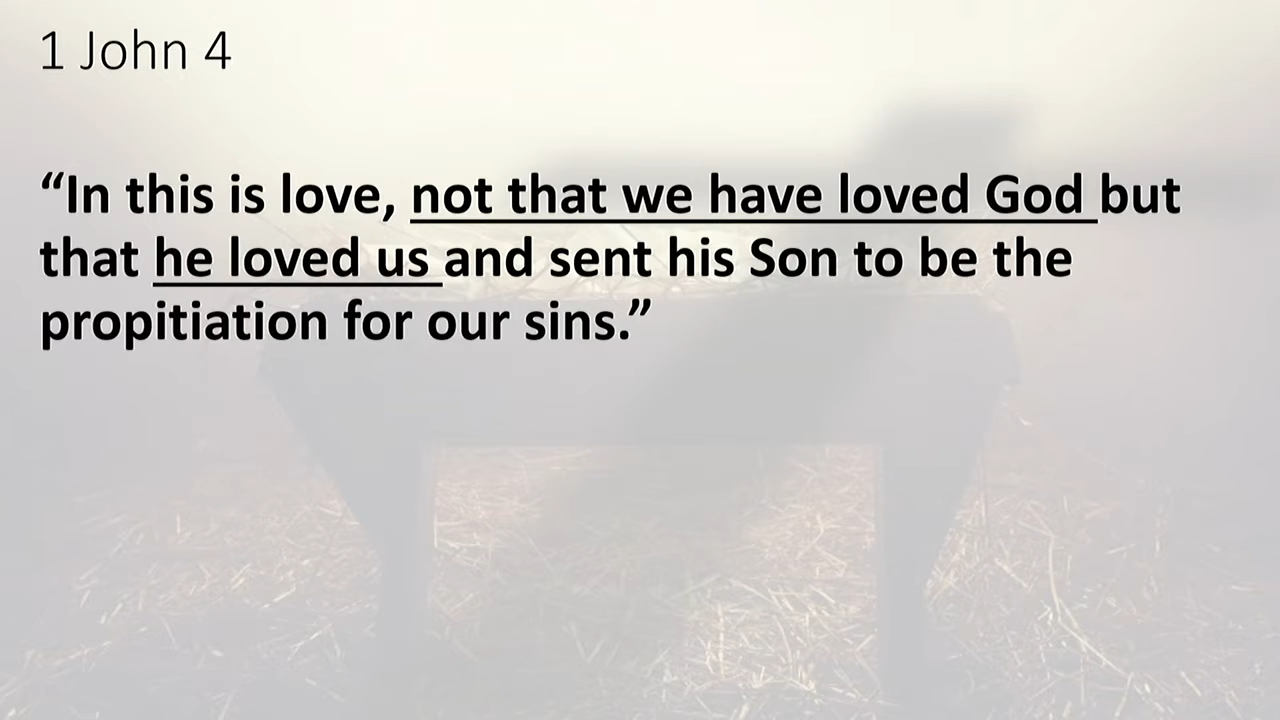 1 John 4
“In this is love, not that we have loved God but
that he loved us and sent his Son to be the
propitiation for our sins.”